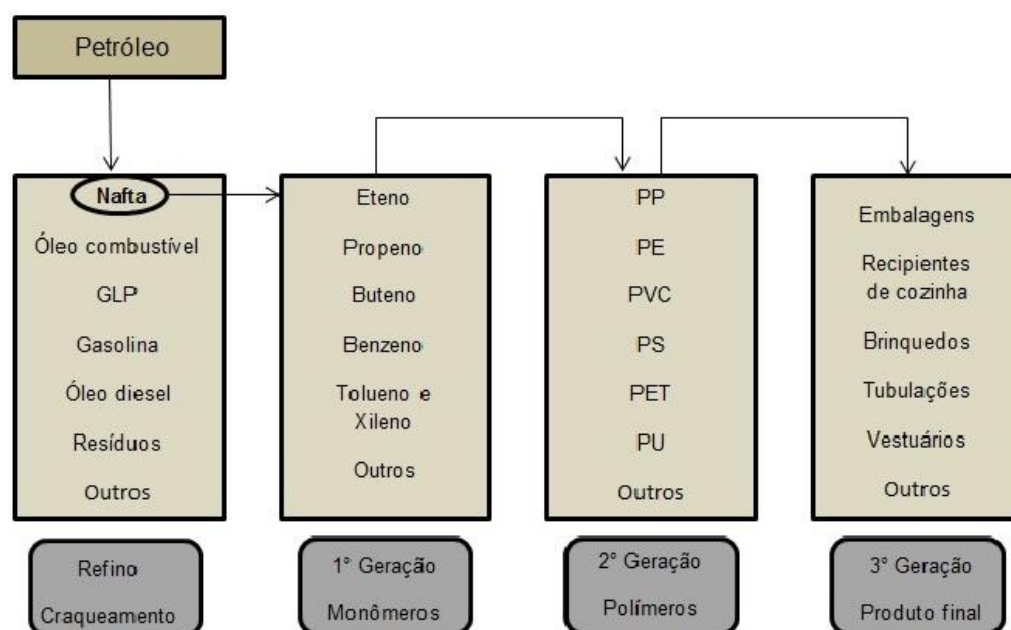 Petróleo
Nafta
Óleo combustível
GLP
Gasolina
Óleo diesel
Resíduos
Outros
Refino
Craqueamento
Eteno
Propeno
Buteno
Benzeno
Tolueno e
Xileno
Outros
1° Geração
Monômeros
PP
PE
PVC
PS
PET
PU
Outros
2° Geração
Polímeros
Embalagens
Recipientes
de cozinha
Brinquedos
Tubulações
Vestuários
Outros
3° Geração
Produto final